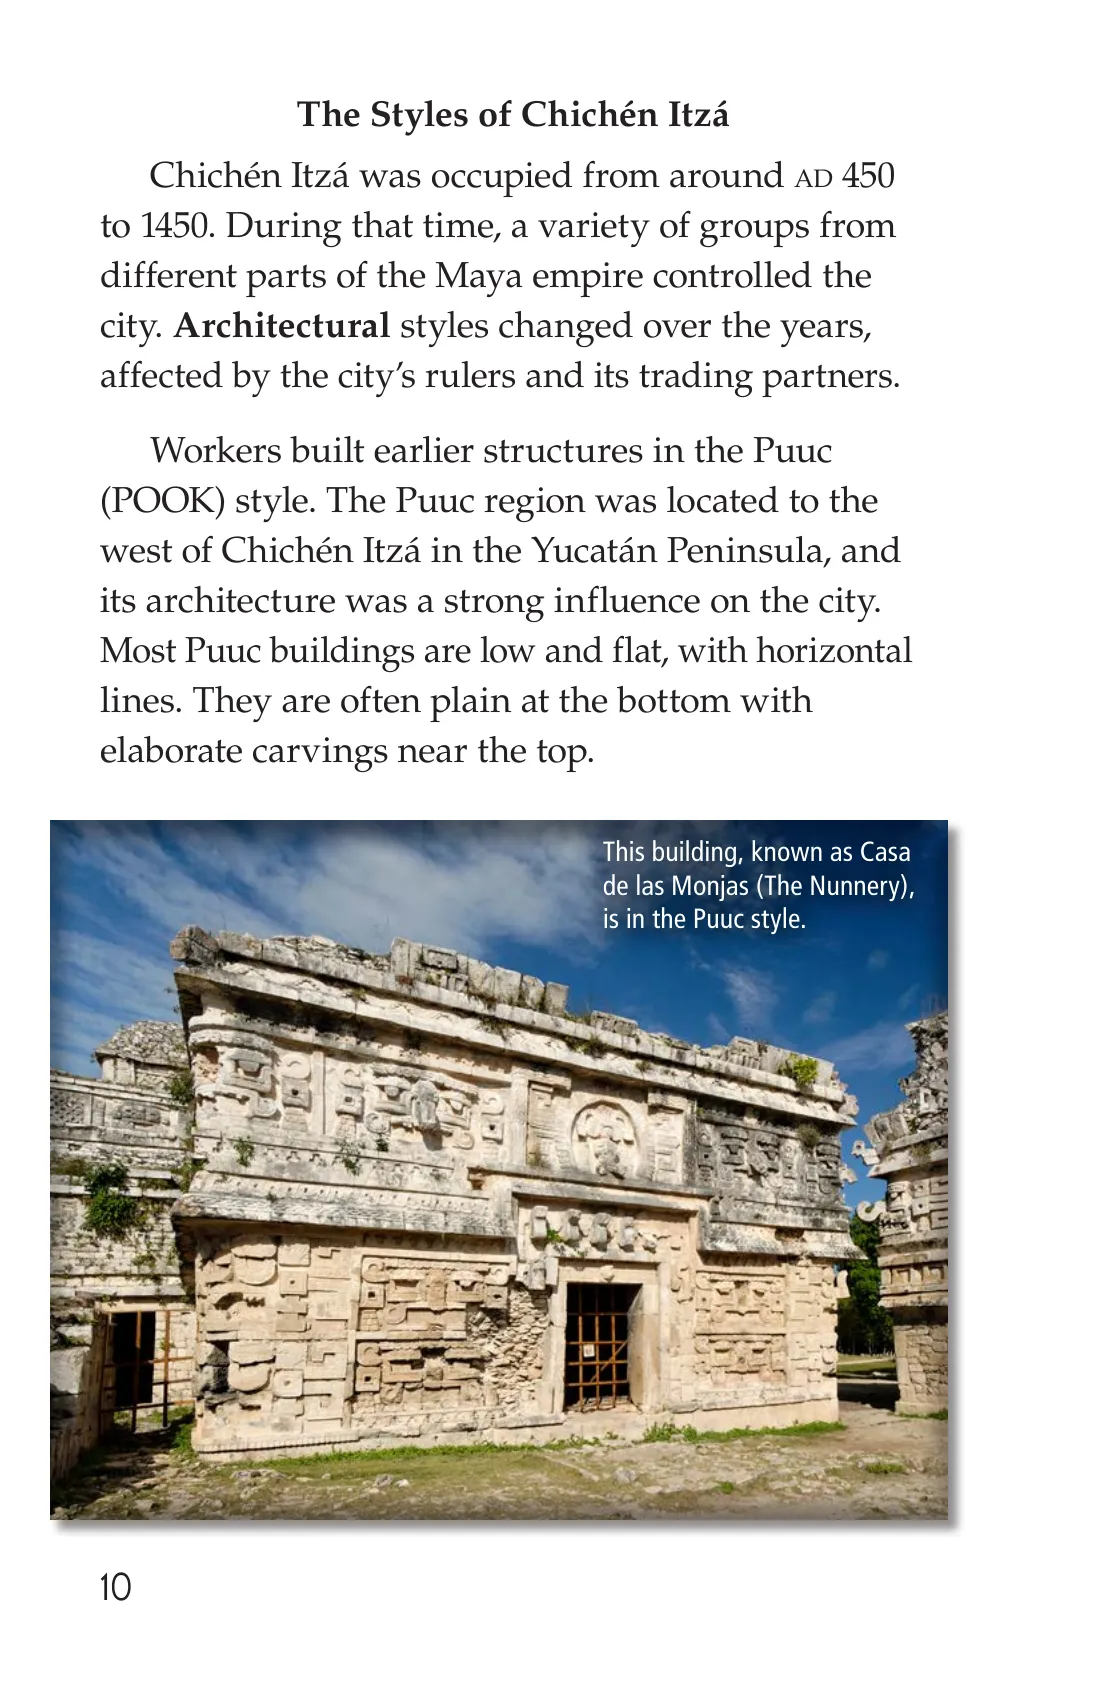 The Styles of Chichén Itzá
Chichén Itzá was occupied from around AD 450
to 1450. During that time, a variety of groups from
different parts of the Maya empire controlled the
city. Architectural styles changed over the years,
affected by the city’s rulers and its trading partners.
Workers built earlier structures in the Puuc
(POOK) style. The Puuc region was located to the
west of Chichén Itzá in the Yucatán Peninsula, and
its architecture was a strong influence on the city.
Most Puuc buildings are low and flat, with horizontal
lines. They are often plain at the bottom with
elaborate carvings near the top.
This building, known as Casa
de las Monjas (The Nunnery),
is in the Puuc style.
10